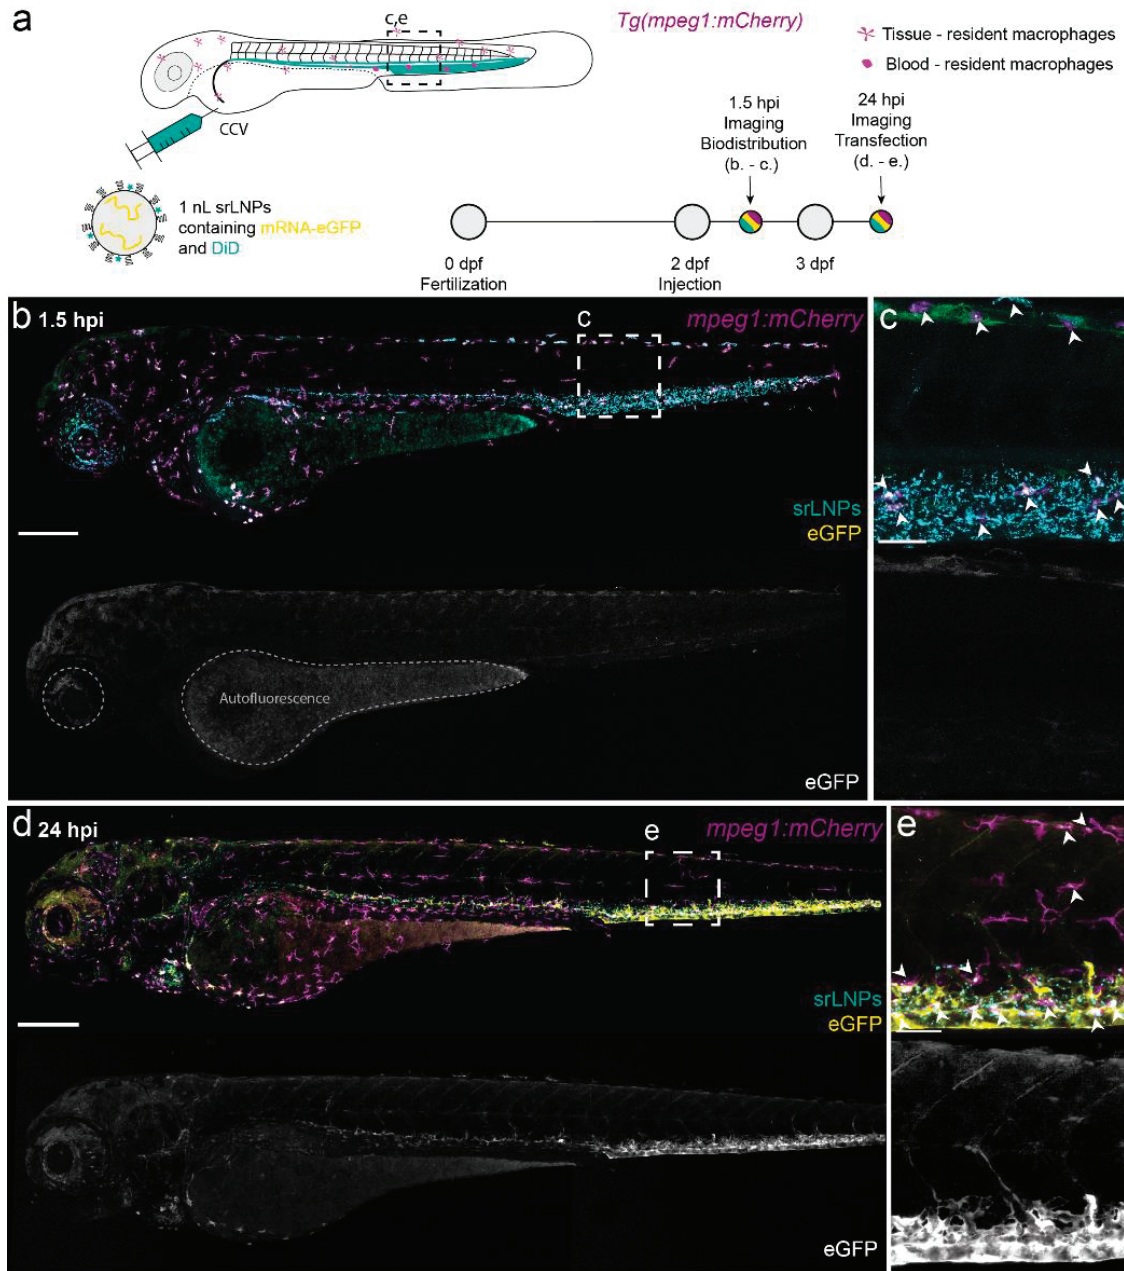 a
c,e
Tg(mpeg1:mCherry)
Tissue - resident macrophages
Blood - resident macrophages
CCV
1.5 hpi
Imaging
Biodistribution
(b. - c.)
24 hpi
Imaging
Transfection
(d. - e.)
1 nL srLNPs
containing mRNA-eGFP
and DiD
0 dpf
Fertilization
2 dpf
Injection
3 dpf
b 1.5 hpi
c
mpeg1:mCherry
srLNPs
eGFP
Autofluorescence
eGFP
c
d 24 hpi
e
mpeg1:mCherry
srLNPs
eGFP
eGFP
e